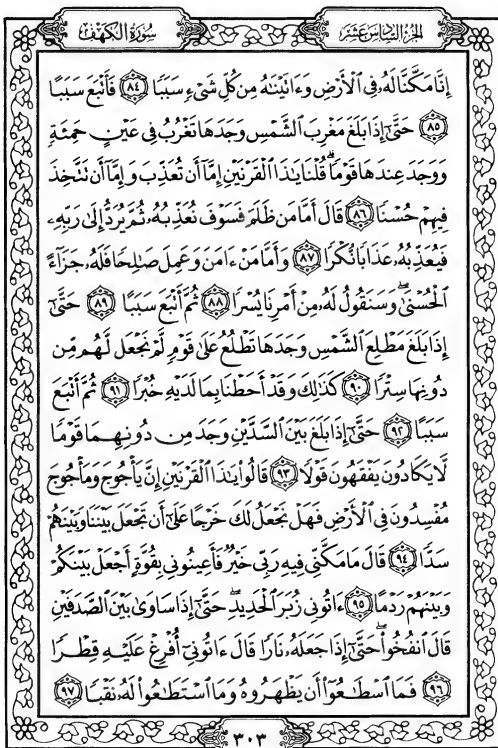 الجزء السادس عشر
سورة الكهف
إِنَّا مَكَّنَّا لَهُۥ فِى ٱلْأَرْضِ وَءَاتَيْنَٰهُ مِن كُلِّ شَىْءٍ سَبَبًا ﴿٨٤﴾ فَأَتْبَعَ سَبَبًا
﴿٨٥﴾ حَتَّىٰٓ إِذَا بَلَغَ مَغْرِبَ ٱلشَّمْسِ وَجَدَهَا تَغْرُبُ فِى عَيْنٍ حَمِئَةٍ
وَوَجَدَ عِندَهَا قَوْمًا ۗ قُلْنَا يَٰذَا ٱلْقَرْنَيْنِ إِمَّآ أَن تُعَذِّبَ وَإِمَّآ أَن تَتَّخِذَ
فِيهِمْ حُسْنًا ﴿٨٦﴾ قَالَ أَمَّا مَن ظَلَمَ فَسَوْفَ نُعَذِّبُهُۥ ثُمَّ يُرَدُّ إِلَىٰ رَبِّهِۦ
فَيُعَذِّبُهُۥ عَذَابًا نُّكْرًا ﴿٨٧﴾ وَأَمَّا مَنْ ءَامَنَ وَعَمِلَ صَٰلِحًا فَلَهُۥ جَزَآءً
ٱلْحُسْنَىٰ ۖ وَسَنَقُولُ لَهُۥ مِنْ أَمْرِنَا يُسْرًا ﴿٨٨﴾ ثُمَّ أَتْبَعَ سَبَبًا ﴿٨٩﴾ حَتَّىٰٓ
إِذَا بَلَغَ مَطْلِعَ ٱلشَّمْسِ وَجَدَهَا تَطْلُعُ عَلَىٰ قَوْمٍ لَّمْ نَجْعَل لَّهُم مِّن
دُونِهَا سِتْرًا ﴿٩٠﴾ كَذَٰلِكَ وَقَدْ أَحَطْنَا بِمَا لَدَيْهِ خُبْرًا ﴿٩١﴾ ثُمَّ أَتْبَعَ
سَبَبًا ﴿٩٢﴾ حَتَّىٰٓ إِذَا بَلَغَ بَيْنَ ٱلسَّدَّيْنِ وَجَدَ مِن دُونِهِمَا قَوْمًا
لَّا يَكَادُونَ يَفْقَهُونَ قَوْلًا ﴿٩٣﴾ قَالُوا۟ يَٰذَا ٱلْقَرْنَيْنِ إِنَّ يَأْجُوجَ وَمَأْجُوجَ
مُفْسِدُونَ فِى ٱلْأَرْضِ فَهَلْ نَجْعَلُ لَكَ خَرْجًا عَلَىٰٓ أَن تَجْعَلَ بَيْنَنَا وَبَيْنَهُمْ
سَدًّا ﴿٩٤﴾ قَالَ مَا مَكَّنِّى فِيهِ رَبِّى خَيْرٌ فَأَعِينُونِى بِقُوَّةٍ أَجْعَلْ بَيْنَكُمْ
وَبَيْنَهُمْ رَدْمًا ﴿٩٥﴾ ءَاتُونِى زُبَرَ ٱلْحَدِيدِ ۖ حَتَّىٰٓ إِذَا سَاوَىٰ بَيْنَ ٱلصَّدَفَيْنِ
قَالَ ٱنفُخُوا۟ ۖ حَتَّىٰٓ إِذَا جَعَلَهُۥ نَارًا قَالَ ءَاتُونِىٓ أُفْرِغْ عَلَيْهِ قِطْرًا
﴿٩٦﴾ فَمَا ٱسْطَٰعُوٓا۟ أَن يَظْهَرُوهُ وَمَا ٱسْتَطَٰعُوا۟ لَهُۥ نَقْبًا ﴿٩٧﴾
٣٠٣